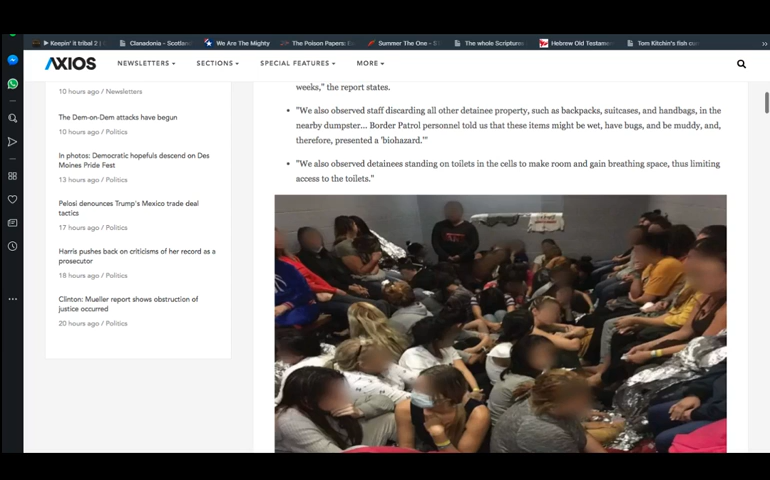 Keepin' it tribal 2
Clanadonia - Scotlan
We Are The Mighty
The Poison Papers: E
Summer The One -
The whole Scripture
Hebrew Old Testame
Tom Kitchin's fish co
AXIOS
NEWSLETTERS
SECTIONS
SPECIAL FEATURES
MORE
10 hours ago / Newsletters
The Dem-on-Dem attacks have begun
10 hours ago / Politics
In photos: Democratic hopefuls descend on Des
Moines Pride Fest
13 hours ago / Politics
Pelosi denounces Trump's Mexico trade deal
tactics
17 hours ago / Politics
Harris pushes back on criticisms of her record as a
prosecutor
18 hours ago / Politics
Clinton: Mueller report shows obstruction of
justice occurred
20 hours ago / Politics
weeks," the report states.
"We also observed staff discarding all other detainee property, such as backpacks, suitcases, and handbags, in the
nearby dumpster... Border Patrol personnel told us that these items might be wet, have bugs, and be muddy, and,
therefore, presented a 'biohazard.'"
"We also observed detainees standing on toilets in the cells to make room and gain breathing space, thus limiting
access to the toilets."